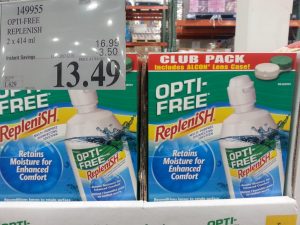 149955
OPTI-FREE
REPLENISH
2 x 414 ml
16.99
Instant Savings
3.50
13.49
CLUB PACK
Includes ALCON® Lens Case!
OPTI-
FREE
RepleniSH
Retains
Moisture for
Enhanced
Comfort
OPTI-
FREE
RepleniSH
OPTI-
FREE
RepleniSH
Retains
Moisture for
Enhanced
Comfort
OPTI-
FREE
RepleniSH
OPTI-